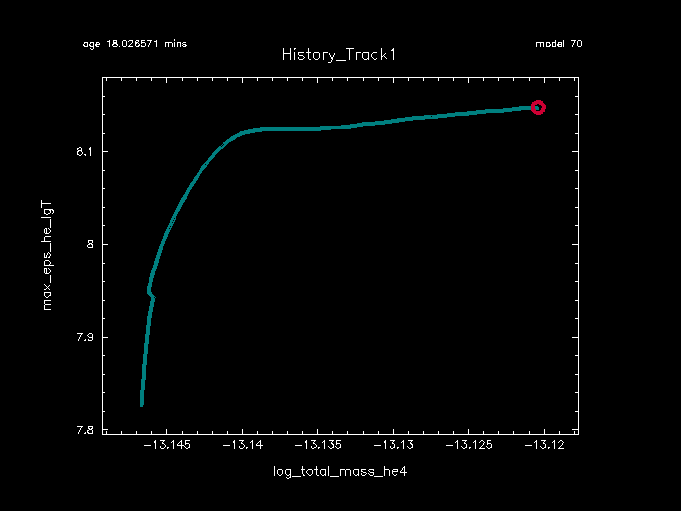 age 18.026571 mins
model 70
History_Track1
8.1
8
7.9
7.8
max_eps_he_lgT
−13.145 −13.14 −13.135 −13.13 −13.125 −13.12
log_total_mass_he4